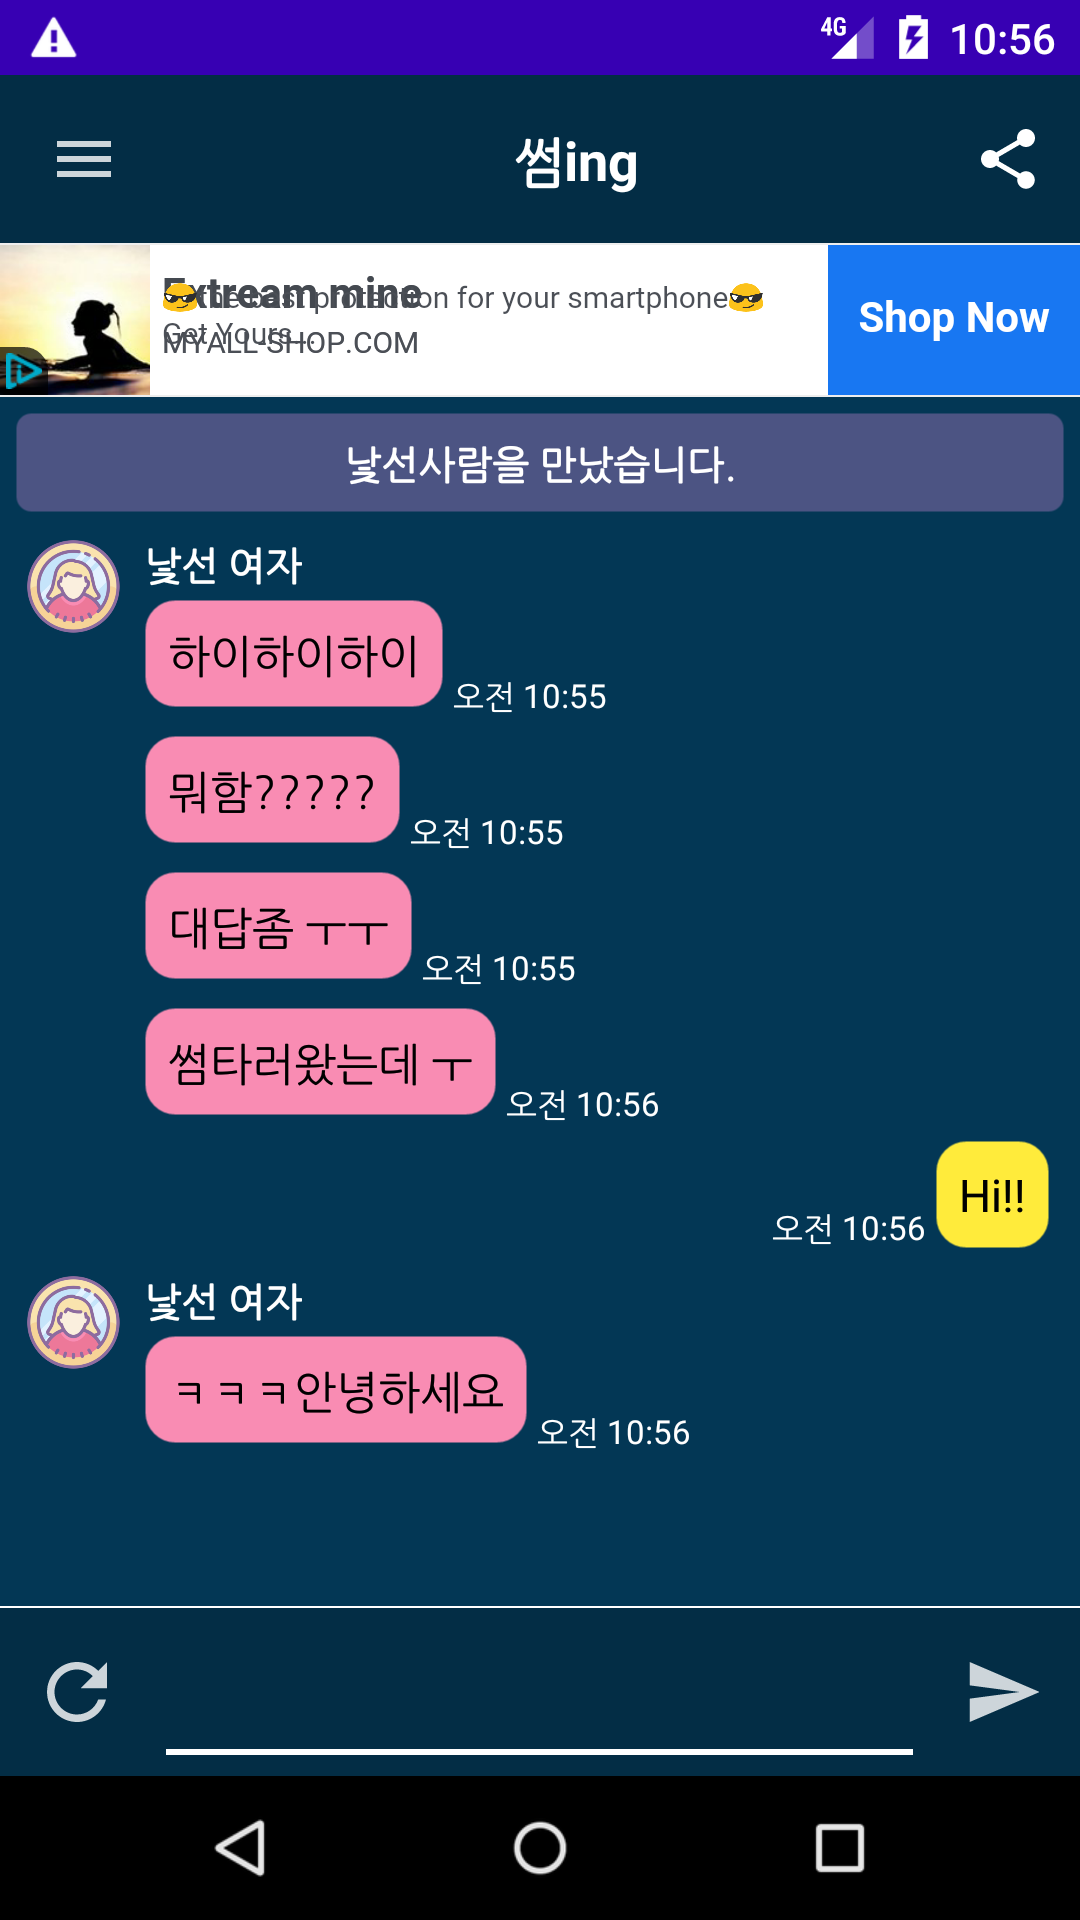 4G 10:56
썸ing
Extream mine
the best protection for your smartphone
Get Yours...
MYALL-SHOP.COM
Shop Now
낯선사람을 만났습니다.
낯선 여자
하이하이하이
오전 10:55
뭐함?????
오전 10:55
대답좀 ㅜㅜ
오전 10:55
썸타러왔는데 ㅜ
오전 10:56
Hi!!
오전 10:56
낯선 여자
ㅋㅋㅋ안녕하세요
오전 10:56